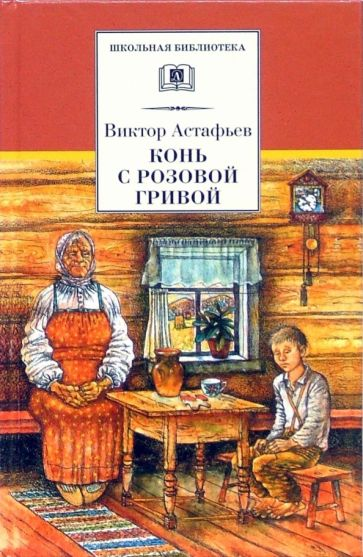 ШКОЛЬНАЯ БИБЛИОТЕКА
Виктор Астафьев
КОНЬ
С РОЗОВОЙ
ГРИВОЙ